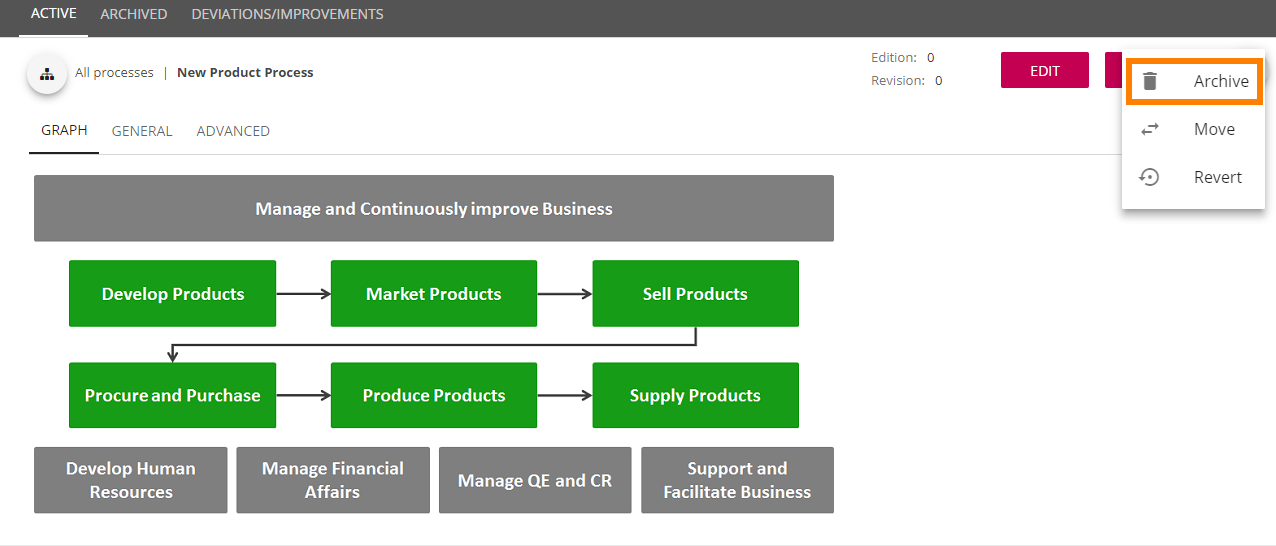 ACTIVE ARCHIVED DEVIATIONS/IMPROVEMENTS
All processes | New Product Process
Edition: 0
Revision: 0
EDIT
Archive
Move
Revert
GRAPH GENERAL ADVANCED
Manage and Continuously improve Business
Develop Products
Market Products
Sell Products
Procure and Purchase
Produce Products
Supply Products
Develop Human
Resources
Manage Financial
Affairs
Manage QE and CR
Support and
Facilitate Business